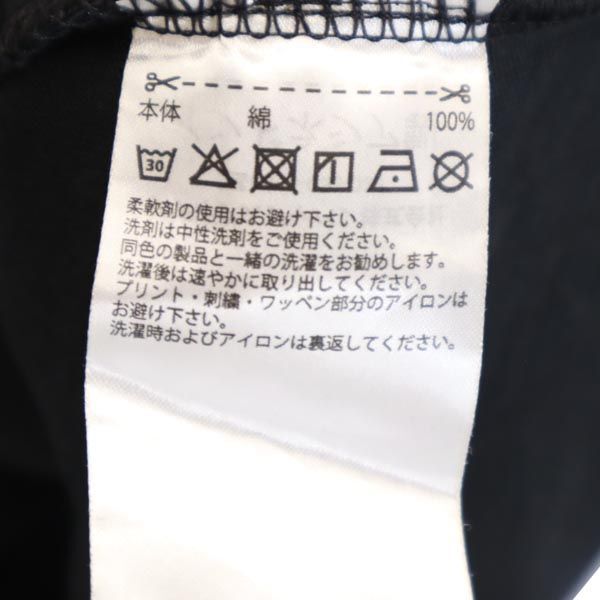 本体 綿 100%
30
柔軟剤の使用はお避け下さい。
洗剤は中性洗剤をご使用ください。
同色の製品と一緒の洗濯をお勧めします。
洗濯後は速やかに取り出してください。
プリント・刺繍・ワッペン部分のアイロンは
お避け下さい。
洗濯時およびアイロンは裏返してください。